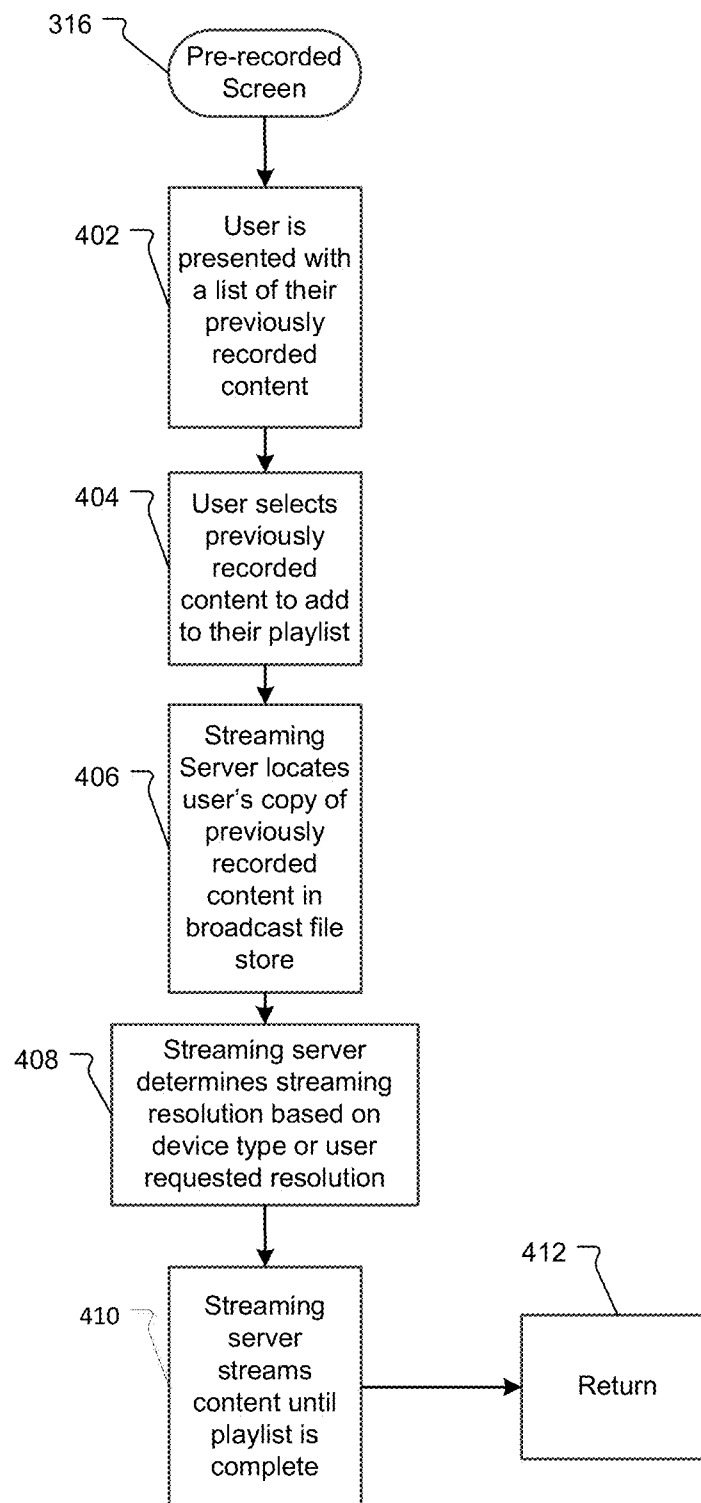 316
Pre-recorded
Screen
402
User is
presented with
a list of their
previously
recorded
content
404
User selects
previously
recorded
content to add
to their playlist
406
Streaming
Server locates
user's copy of
previously
recorded
content in
broadcast file
store
408
Streaming server
determines streaming
resolution based on
device type or user
requested resolution
410
Streaming
server
streams
content until
playlist is
complete
412
Return